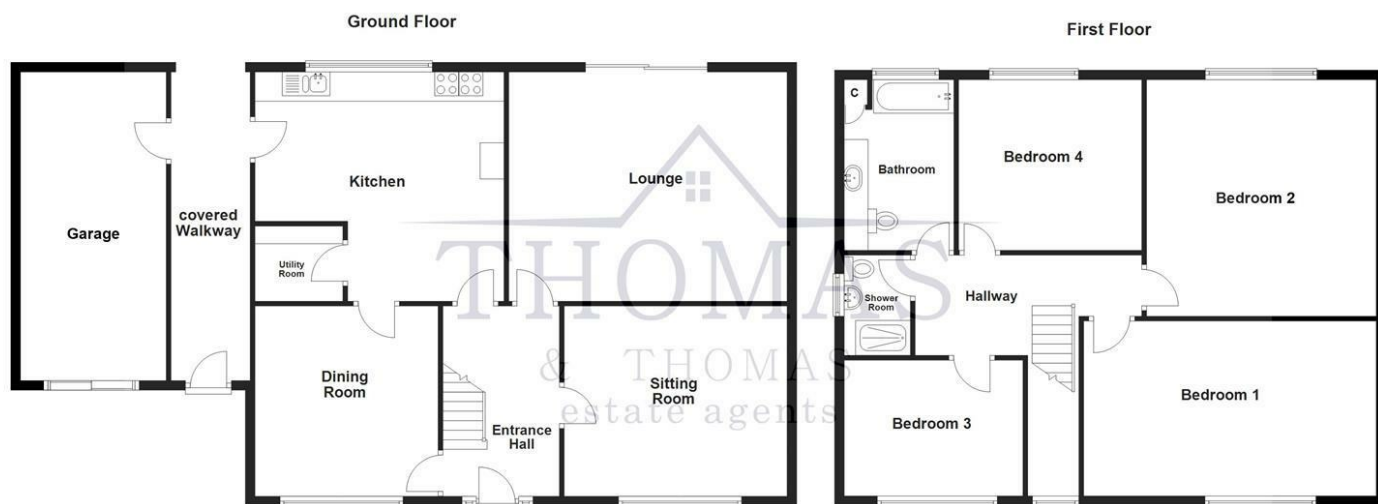 Ground Floor
Garage
covered
Walkway
Kitchen
Utility
Room
Lounge
Dining
Room
Entrance
Hall
Sitting
Room
First Floor
C
Bathroom
Bedroom 4
Bedroom 2
Shower
Room
Hallway
Bedroom 3
Bedroom 1
THOMAS
& THOMAS
estate agents